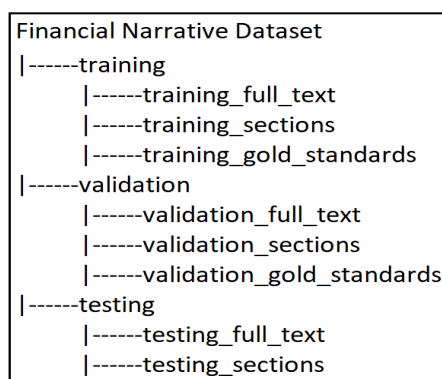 Financial Narrative Dataset
|------training
|------training_full_text
|------training_sections
|------training_gold_standards
|------validation
|------validation_full_text
|------validation_sections
|------validation_gold_standards
|------testing
|------testing_full_text
|------testing_sections